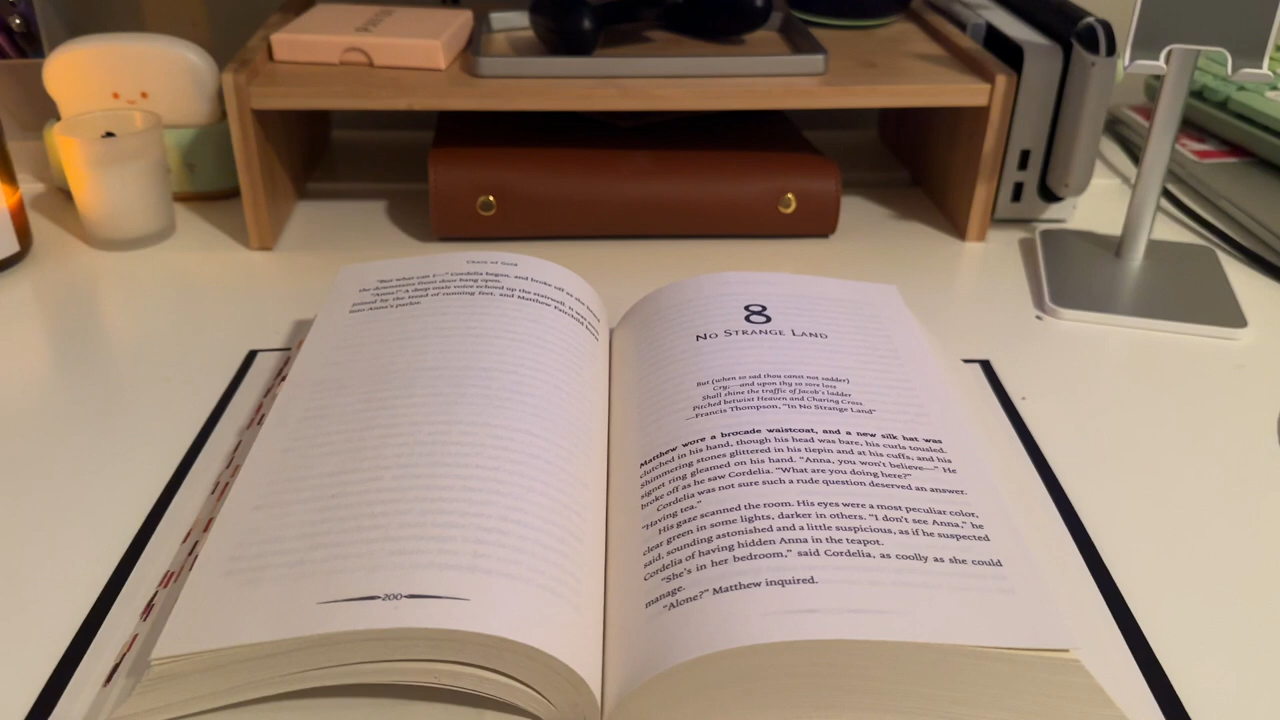 Chain of Gold
"But what can I—" Cordelia began, and broke off as she heard
the downstairs front door bang open.
"Anna!" A deep male voice echoed up the stairwell. It was soon
joined by the tread of running feet, and Matthew Fairchild burst
into Anna's parlor.
200
8
No Strange Land
But (when so sad thou canst not sadder)
Cry;—and upon thy so sore loss
Shall shine the traffic of Jacob's ladder
Pitched betwixt Heaven and Charing Cross.
—Francis Thompson, "In No Strange Land"
Matthew wore a brocade waistcoat, and a new silk hat was
clutched in his hand, though his head was bare, his curls tousled.
Shimmering stones glittered in his tiepin and at his cuffs, and his
signet ring gleamed on his hand. "Anna, you won't believe—" He
broke off as he saw Cordelia. "What are you doing here?"
Cordelia was not sure such a rude question deserved an answer.
"Having tea."
His gaze scanned the room. His eyes were a most peculiar color,
clear green in some lights, darker in others. "I don't see Anna," he
said, sounding astonished and a little suspicious, as if he suspected
Cordelia of having hidden Anna in the teapot.
"She's in her bedroom," said Cordelia, as coolly as she could
manage.
"Alone?" Matthew inquired.